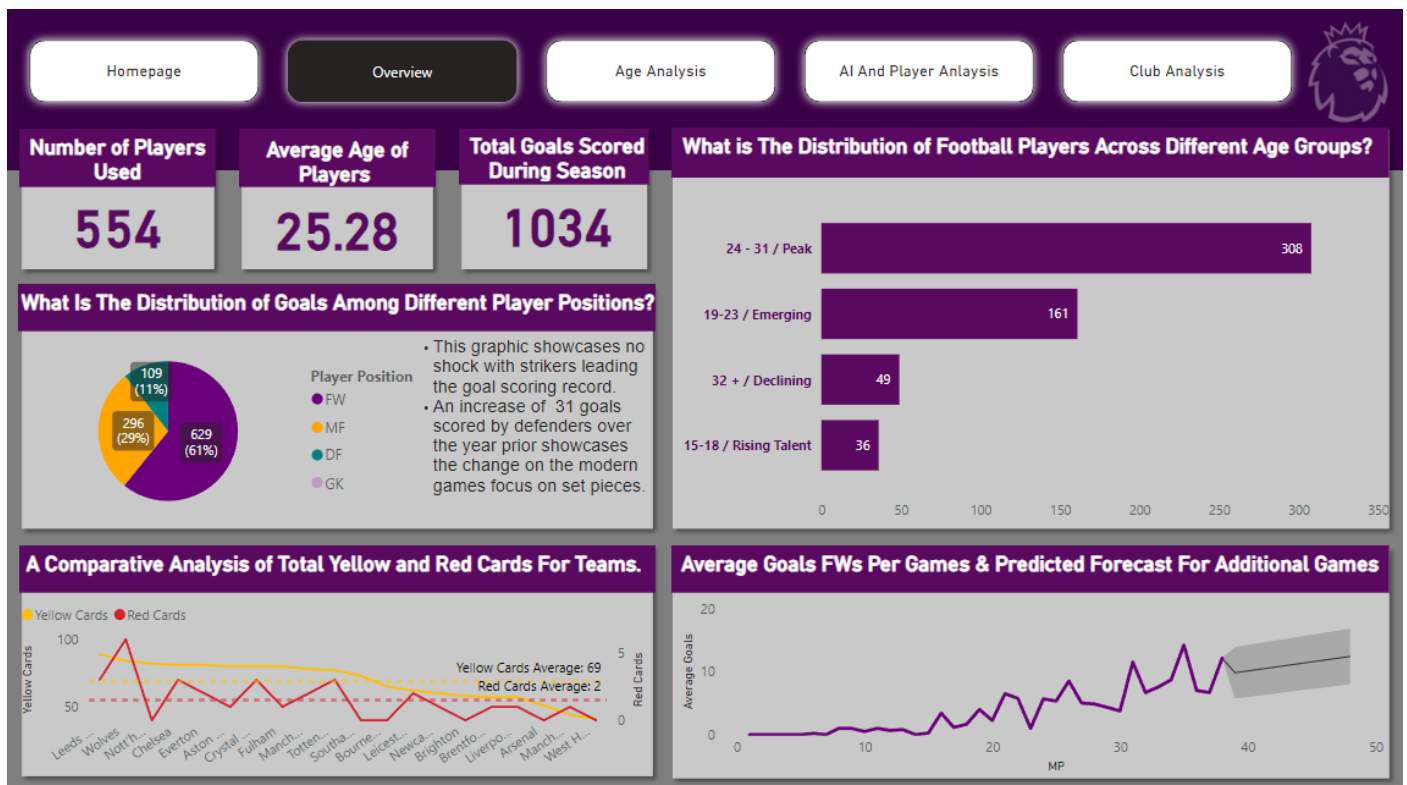 Homepage
Overview
Age Analysis
AI And Player Anlaysis
Club Analysis
Number of Players
Used
554
Average Age of
Players
25.28
Total Goals Scored
During Season
1034
What is The Distribution of Football Players Across Different Age Groups?
24 - 31 / Peak
308
19-23 / Emerging
161
32 + / Declining
49
15-18 / Rising Talent
36
0 50 100 150 200 250 300 350
What Is The Distribution of Goals Among Different Player Positions?
109
(11%)
296
(29%)
629
(61%)
Player Position
FW
MF
DF
GK
• This graphic showcases no
shock with strikers leading
the goal scoring record.
• An increase of 31 goals
scored by defenders over
the year prior showcases
the change on the modern
games focus on set pieces.
A Comparative Analysis of Total Yellow and Red Cards For Teams.
Yellow Cards Red Cards
Yellow Cards
100
50
Yellow Cards Average: 69
Red Cards Average: 2
5
0
Red Cards
Leeds ...
Wolves
Nott'h...
Chelsea
Everton
Aston ...
Crystal ...
Fulham
Manch...
Totten...
Southa...
Bourne...
Leicest...
Newca...
Brighton
Brentfo...
Liverpo...
Arsenal
Manch...
West H...
Average Goals FWs Per Games & Predicted Forecast For Additional Games
Average Goals
20
10
0
0 10 20 30 40 50
MP